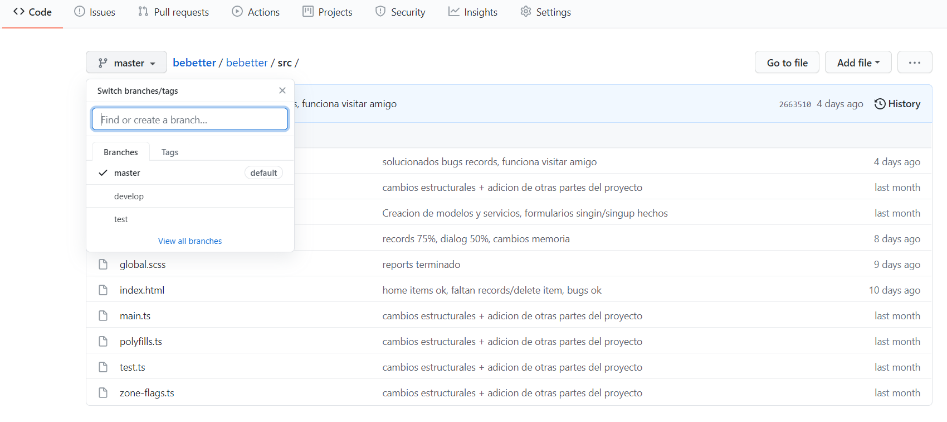 Code Issues Pull requests Actions Projects Security Insights Settings
master bebetter / bebetter / src / Go to file Add file ...
Switch branches/tags
s, funciona visitar amigo 2663510 4 days ago History
Find or create a branch...
Branches Tags
solucionados bugs records, funciona visitar amigo 4 days ago
master default
cambios estructurales + adicion de otras partes del proyecto last month
develop
Creacion de modelos y servicios, formularios singin/singup hechos last month
test
records 75%, dialog 50%, cambios memoria 8 days ago
View all branches
global.scss reports terminado 9 days ago
index.html home items ok, faltan records/delete item, bugs ok 10 days ago
main.ts cambios estructurales + adicion de otras partes del proyecto last month
polyfills.ts cambios estructurales + adicion de otras partes del proyecto last month
test.ts cambios estructurales + adicion de otras partes del proyecto last month
zone-flags.ts cambios estructurales + adicion de otras partes del proyecto last month